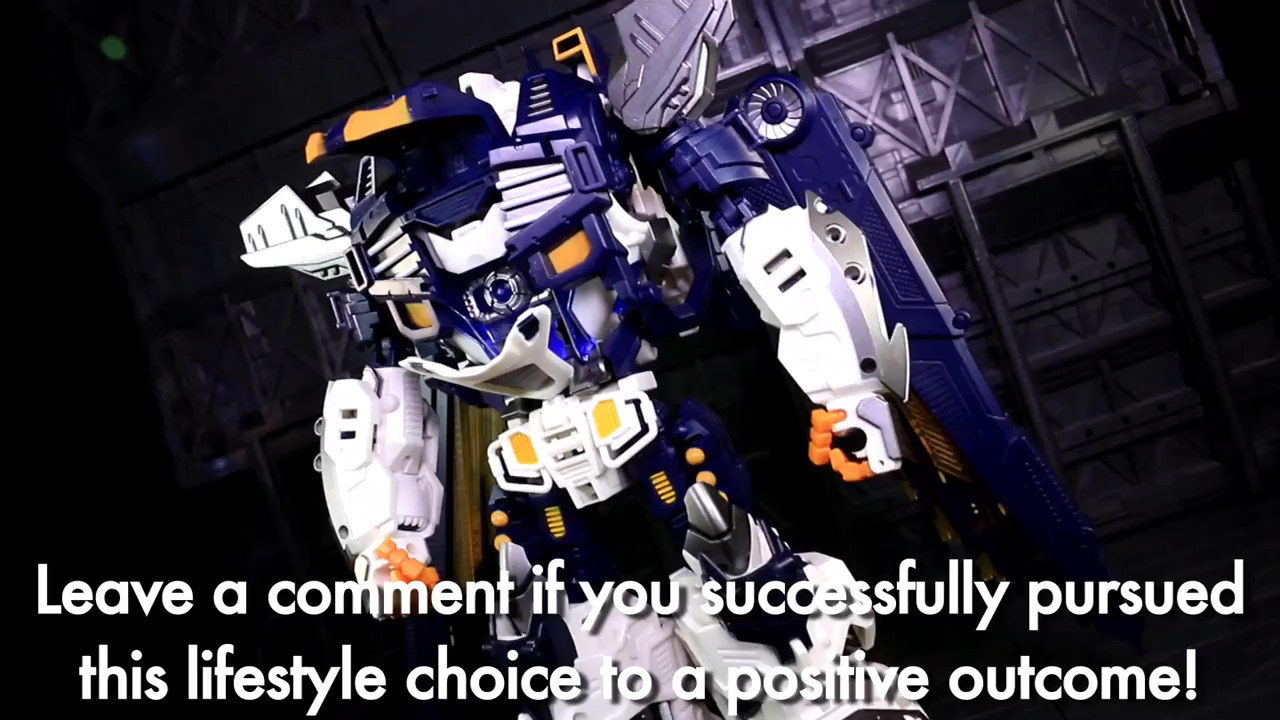 Leave a comment if you successfully pursued
this lifestyle choice to a positive outcome!